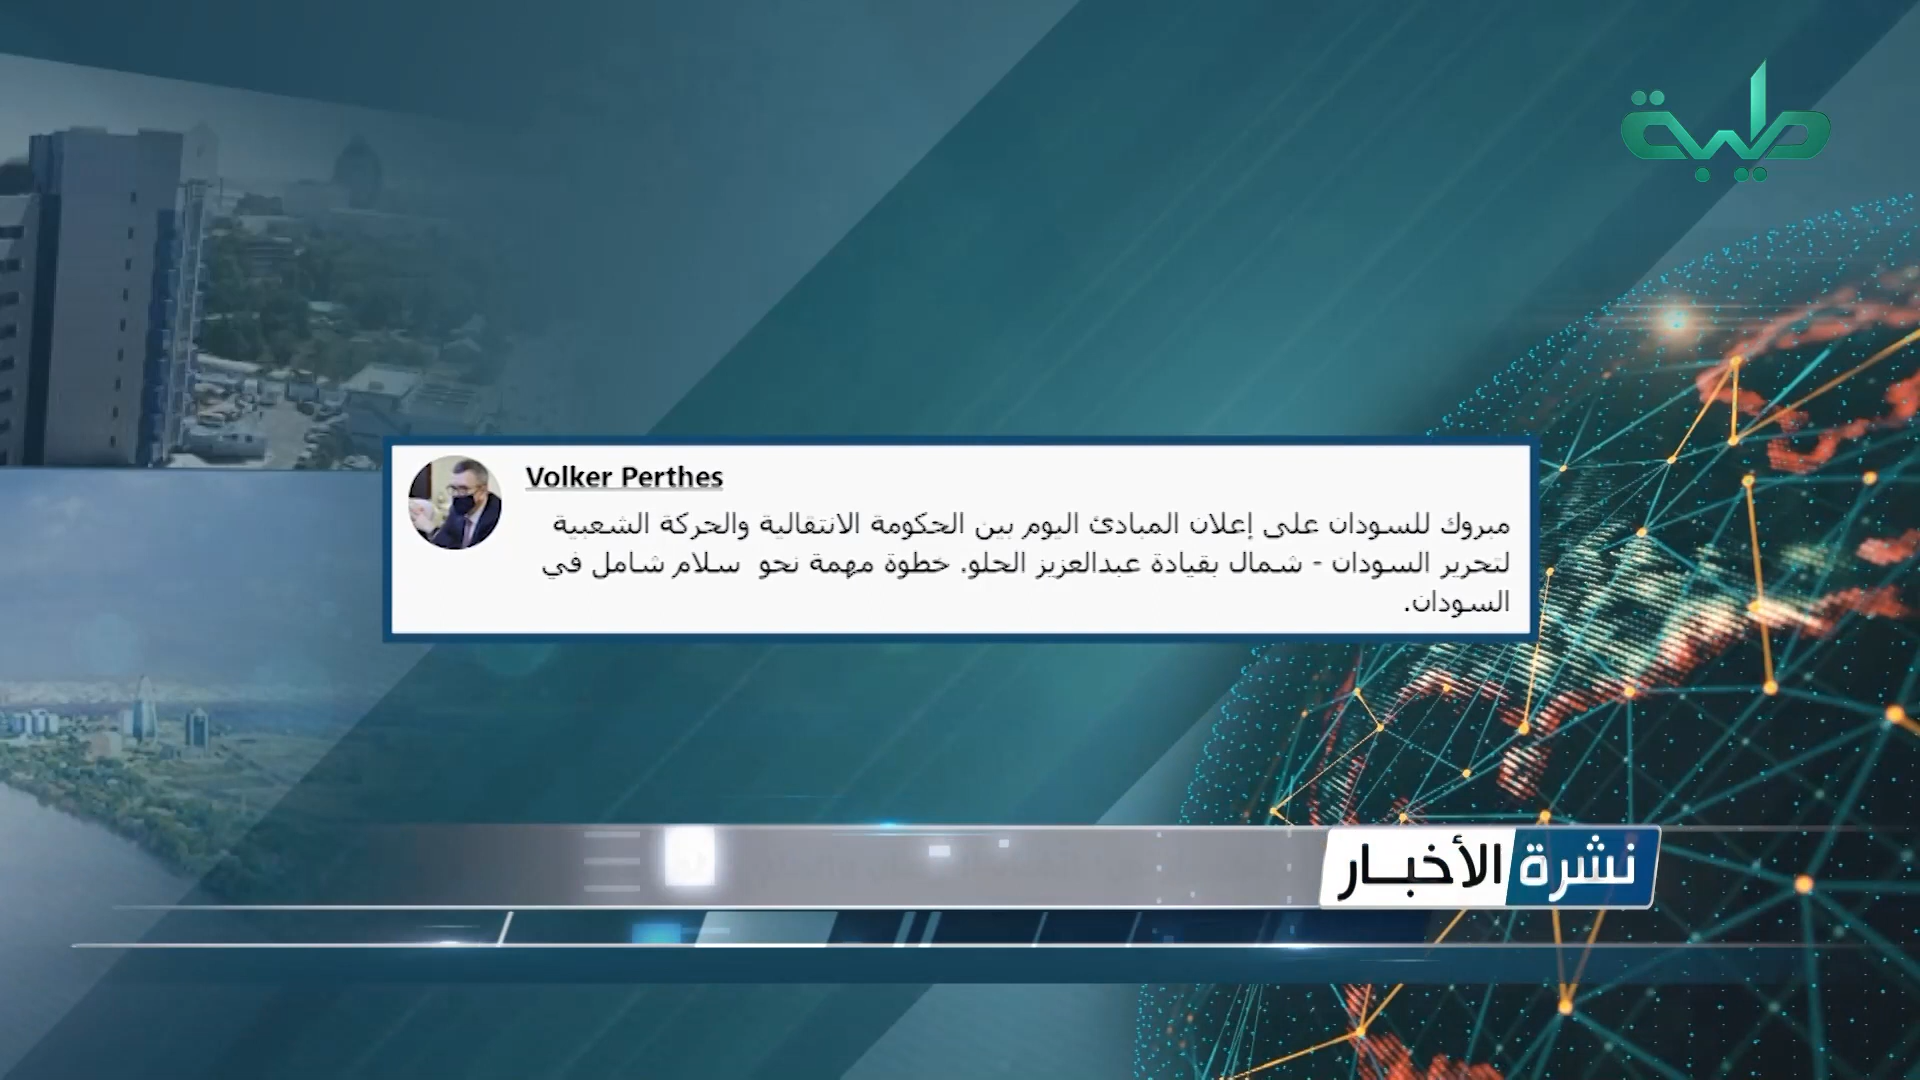 طيبة
Volker Perthes
مبروك للسودان على إعلان المبادئ اليوم بين الحكومة الانتقالية والحركة الشعبية
لتحرير السودان - شمال بقيادة عبدالعزيز الحلو. خطوة مهمة نحو سلام شامل في
السودان.
نشرة الأخبار